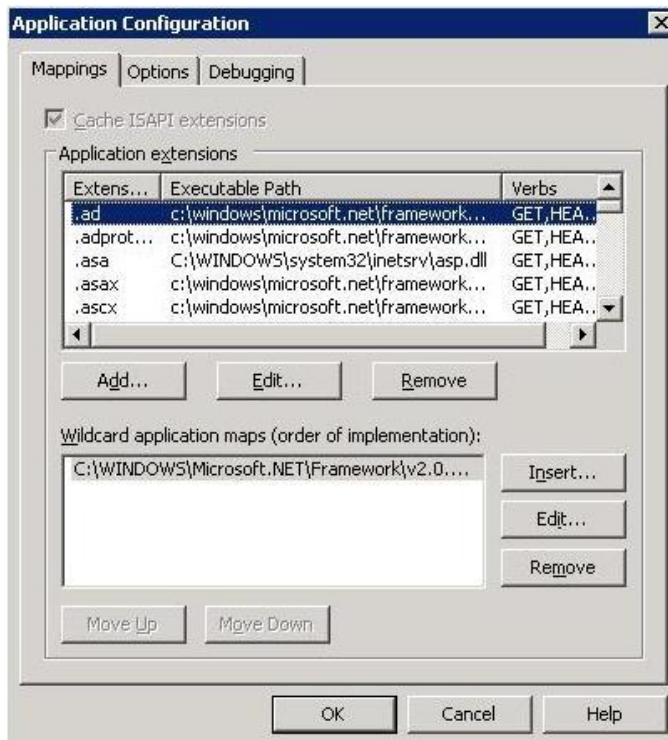 Application Configuration
Mappings Options Debugging
Cache ISAPI extensions
Application extensions
Extens... Executable Path Verbs
.ad c:\windows\microsoft.net\framework... GET,HEA..
.adprot... c:\windows\microsoft.net\framework... GET,HEA..
.asa C:\WINDOWS\system32\inetsrv\asp.dll GET,HEA..
.asax c:\windows\microsoft.net\framework... GET,HEA..
.ascx c:\windows\microsoft.net\framework... GET,HEA..
Add... Edit... Remove
Wildcard application maps (order of implementation):
C:\WINDOWS\Microsoft.NET\Framework\v2.0....
Insert...
Edit...
Remove
Move Up Move Down
OK Cancel Help